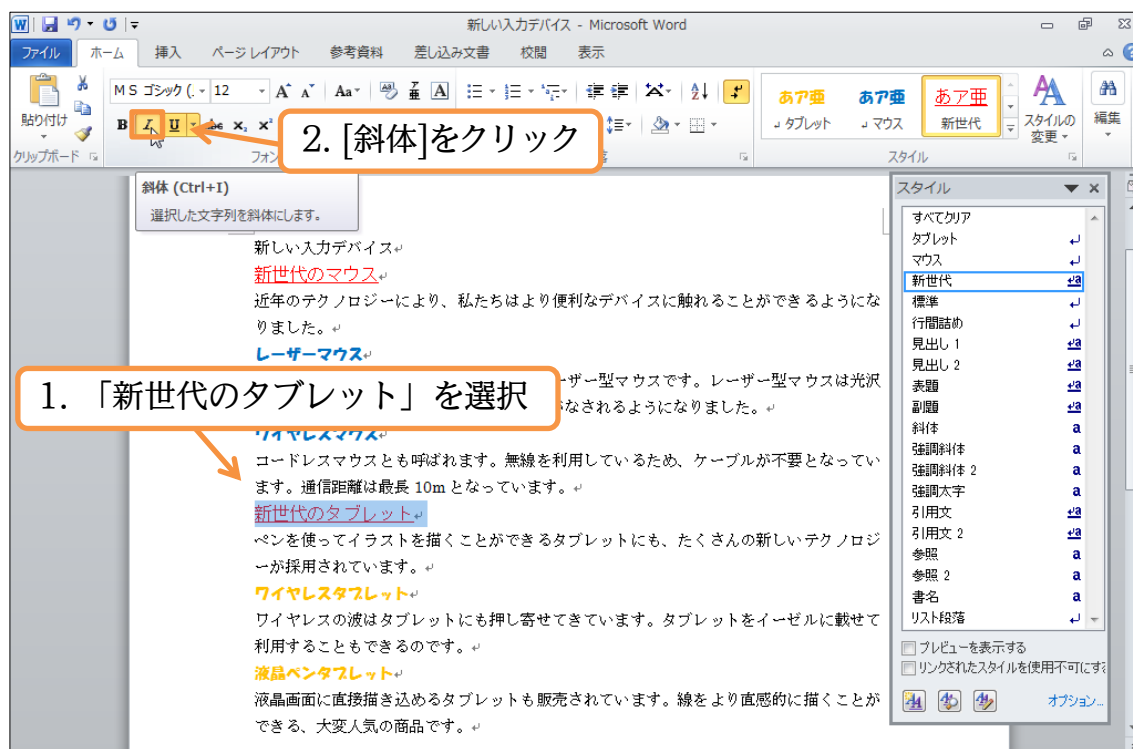 新しい入力デバイス - Microsoft Word
ファイル ホーム 挿入 ページ レイアウト 参考資料 差し込み文書 校閲 表示
MS ゴシック (. 12 A A Aa
貼り付け
B I U abc x, x²
あア亜 あア亜 あア亜
タブレット マウス 新世代
スタイルの変更
編集
クリップボード フォン スタイル
2. [斜体]をクリック
斜体 (Ctrl+I)
選択した文字列を斜体にします。
新しい入力デバイス
新世代のマウス
近年のテクノロジーにより、私たちはより便利なデバイスに触れることができるようにな
りました。
レーザーマウス
ーザー型マウスです。レーザー型マウスは光沢
1. 「新世代のタブレット」を選択
がなされるようになりました。
ワイヤレスマウス
コードレスマウスとも呼ばれます。無線を利用しているため、ケーブルが不要となってい
ます。通信距離は最長 10m となっています。
新世代のタブレット
ペンを使ってイラストを描くことができるタブレットにも、たくさんの新しいテクノロジ
ーが採用されています。
ワイヤレスタブレット
ワイヤレスの波はタブレットにも押し寄せてきています。タブレットをイーゼルに載せて
利用することもできるのです。
液晶ペンタブレット
液晶画面に直接描き込めるタブレットも販売されています。線をより直感的に描くことが
できる、大変人気の商品です。
スタイル
すべてクリア
タブレット
マウス
新世代
標準
行間詰め
見出し 1
見出し 2
表題
副題
斜体
強調斜体
強調斜体 2
強調太字
引用文
引用文 2
参照
参照 2
書名
リスト段落
プレビューを表示する
リンクされたスタイルを使用不可にす
オプション...